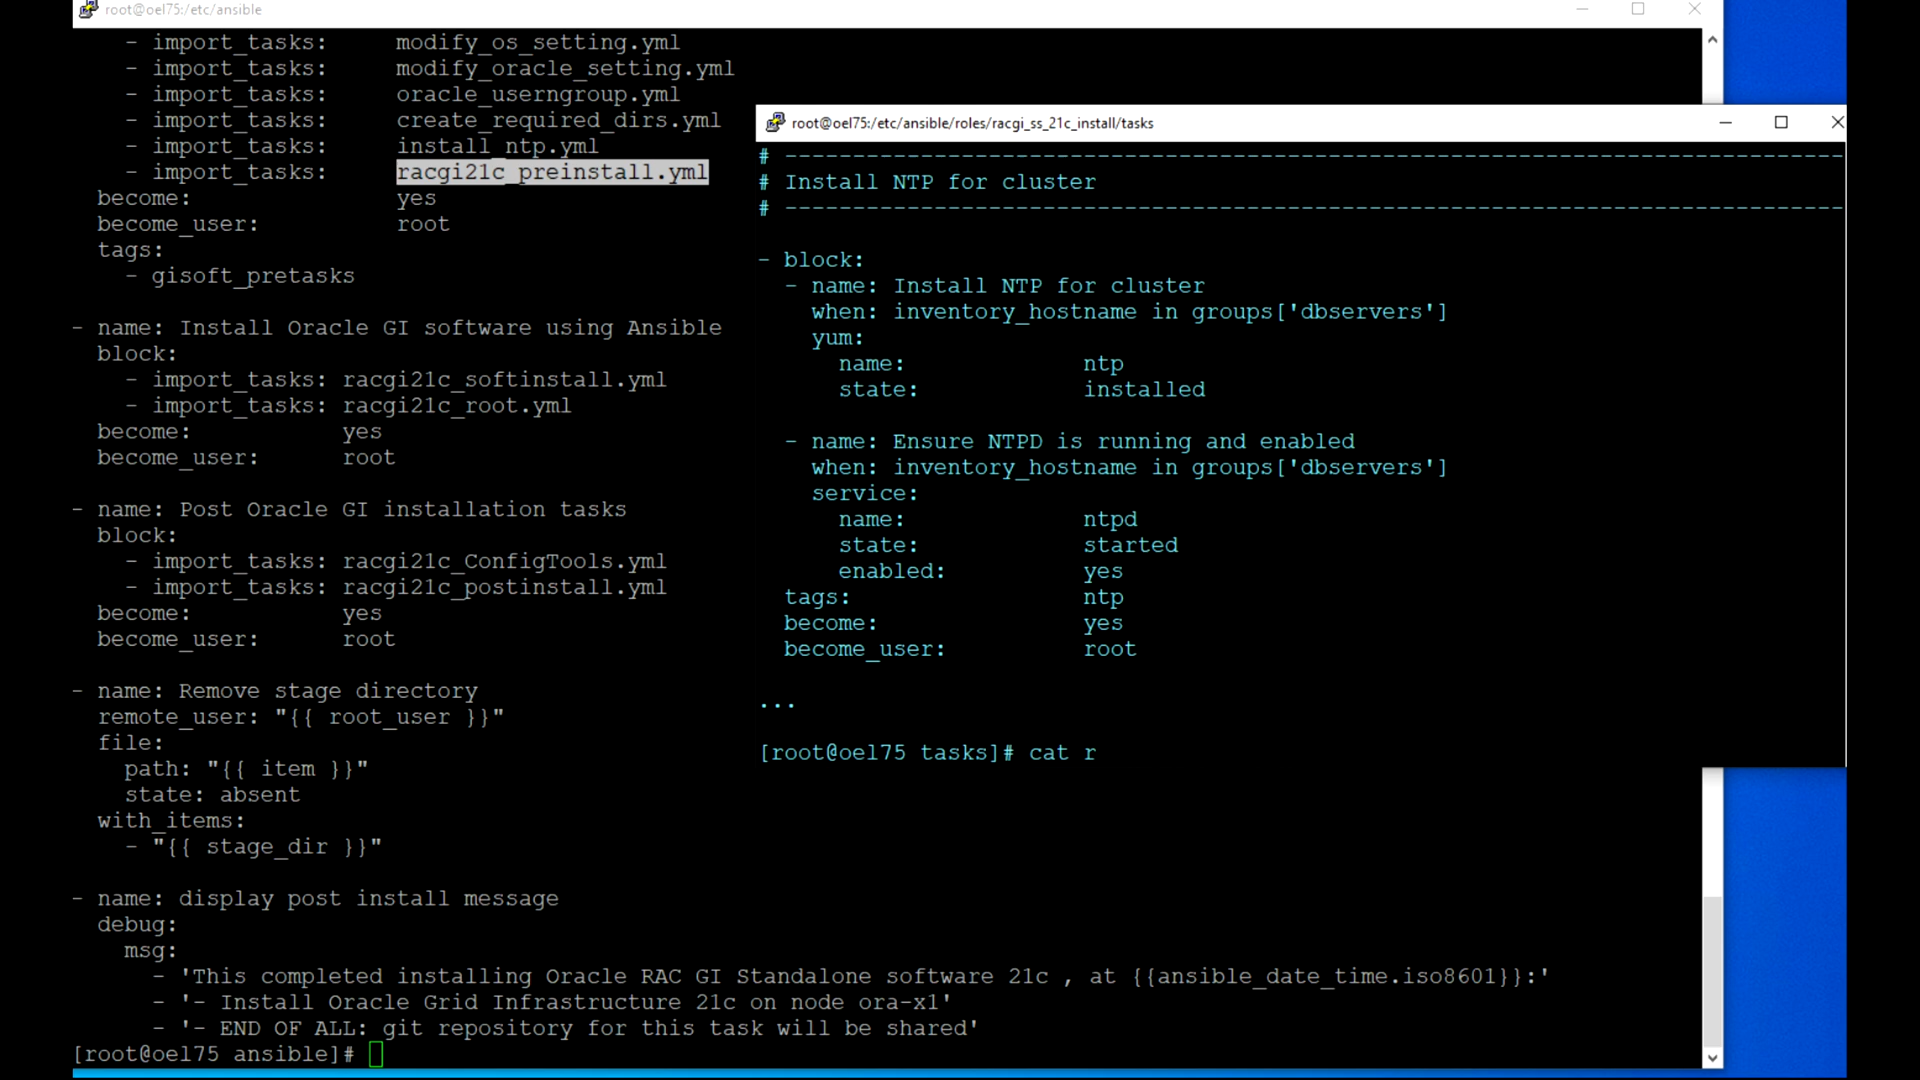 root@oel75:/etc/ansible
- import_tasks: modify_os_setting.yml
- import_tasks: modify_oracle_setting.yml
- import_tasks: oracle_userngroup.yml
- import_tasks: create_required_dirs.yml
- import_tasks: install_ntp.yml
- import_tasks: racgi21c_preinstall.yml
become: yes
become_user: root
tags:
- gisoft_pretasks
- name: Install Oracle GI software using Ansible
block:
- import_tasks: racgi21c_softinstall.yml
- import_tasks: racgi21c_root.yml
become: yes
become_user: root
- name: Post Oracle GI installation tasks
block:
- import_tasks: racgi21c_ConfigTools.yml
- import_tasks: racgi21c_postinstall.yml
become: yes
become_user: root
- name: Remove stage directory
remote_user: "{{ root_user }}"
file:
path: "{{ item }}"
state: absent
with_items:
- "{{ stage_dir }}"
- name: display post install message
debug:
msg:
- 'This completed installing Oracle RAC GI Standalone software 21c , at {{ansible_date_time.iso8601}}:'
- '- Install Oracle Grid Infrastructure 21c on node ora-x1'
- '- END OF ALL: git repository for this task will be shared'
[root@oel75 ansible]#
root@oel75:/etc/ansible/roles/racgi_ss_21c_install/tasks
# ------------------------------------------------------------------------------
# Install NTP for cluster
# ------------------------------------------------------------------------------
- block:
- name: Install NTP for cluster
when: inventory_hostname in groups['dbservers']
yum:
name: ntp
state: installed
- name: Ensure NTPD is running and enabled
when: inventory_hostname in groups['dbservers']
service:
name: ntpd
state: started
enabled: yes
tags: ntp
become: yes
become_user: root
...
[root@oel75 tasks]# cat r